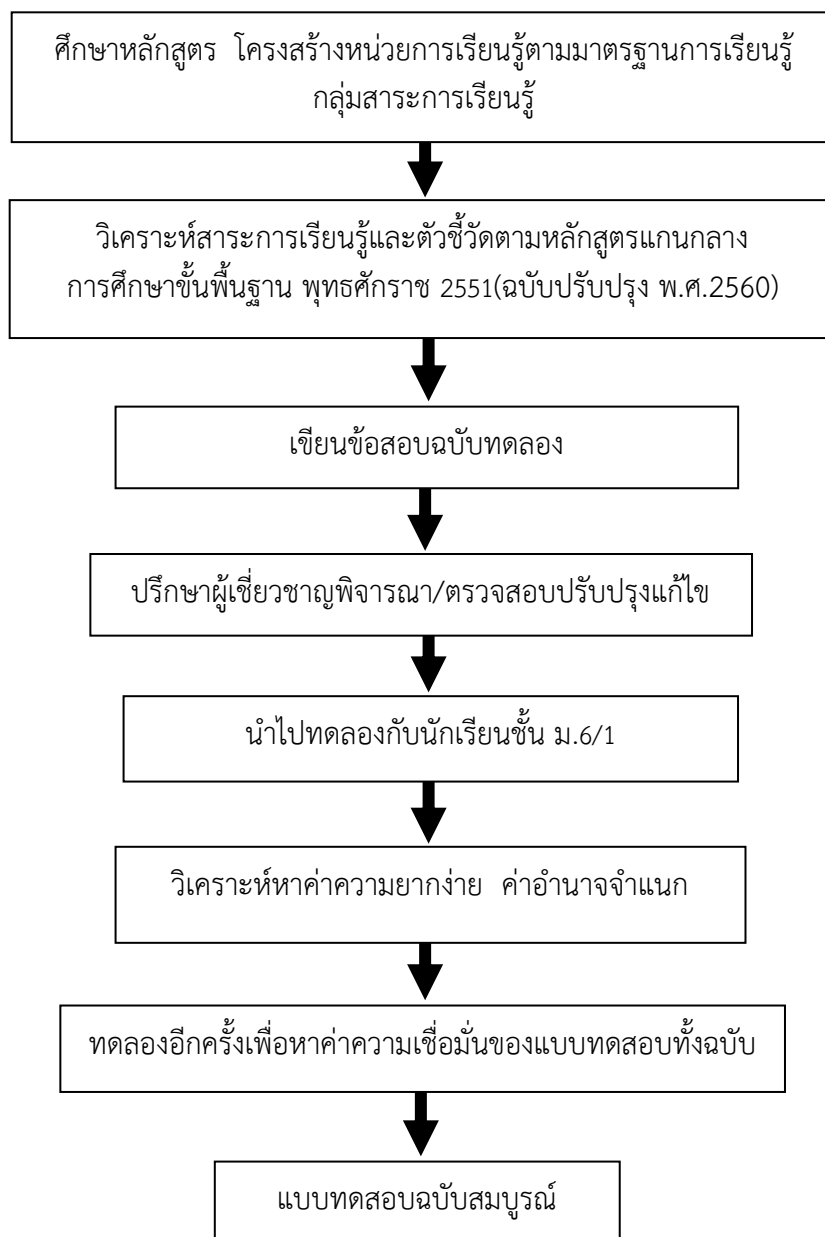 ศึกษาหลักสูตร โครงสร้างหน่วยการเรียนรู้ตามมาตรฐานการเรียนรู้
กลุ่มสาระการเรียนรู้
วิเคราะห์สาระการเรียนรู้และตัวชี้วัดตามหลักสูตรแกนกลาง
การศึกษาขั้นพื้นฐาน พุทธศักราช 2551(ฉบับปรับปรุง พ.ศ.2560)
เขียนข้อสอบฉบับทดลอง
ปรึกษาผู้เชี่ยวชาญพิจารณา/ตรวจสอบปรับปรุงแก้ไข
นำไปทดลองกับนักเรียนชั้น ม.6/1
วิเคราะห์หาค่าความยากง่าย ค่าอำนาจจำแนก
ทดลองอีกครั้งเพื่อหาค่าความเชื่อมั่นของแบบทดสอบทั้งฉบับ
แบบทดสอบฉบับสมบูรณ์